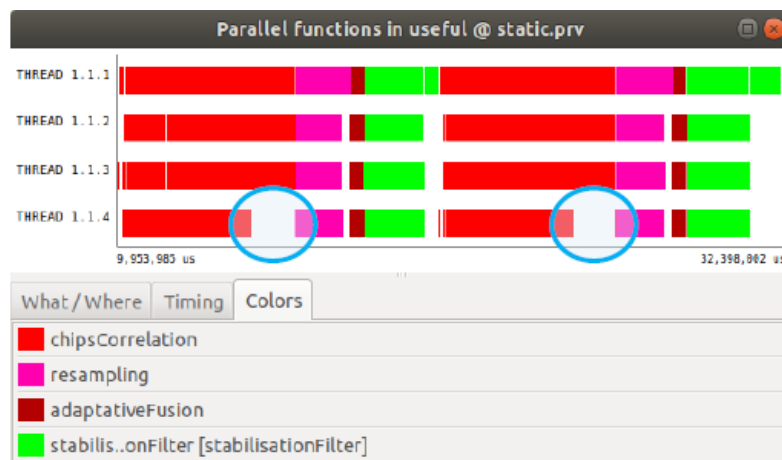 Parallel functions in useful @ static.prv
THREAD 1.1.1
THREAD 1.1.2
THREAD 1.1.3
THREAD 1.1.4
9,953,985 us
32,398,002 us
What / Where Timing Colors
chipsCorrelation
resampling
adaptativeFusion
stabilis..onFilter [stabilisationFilter]